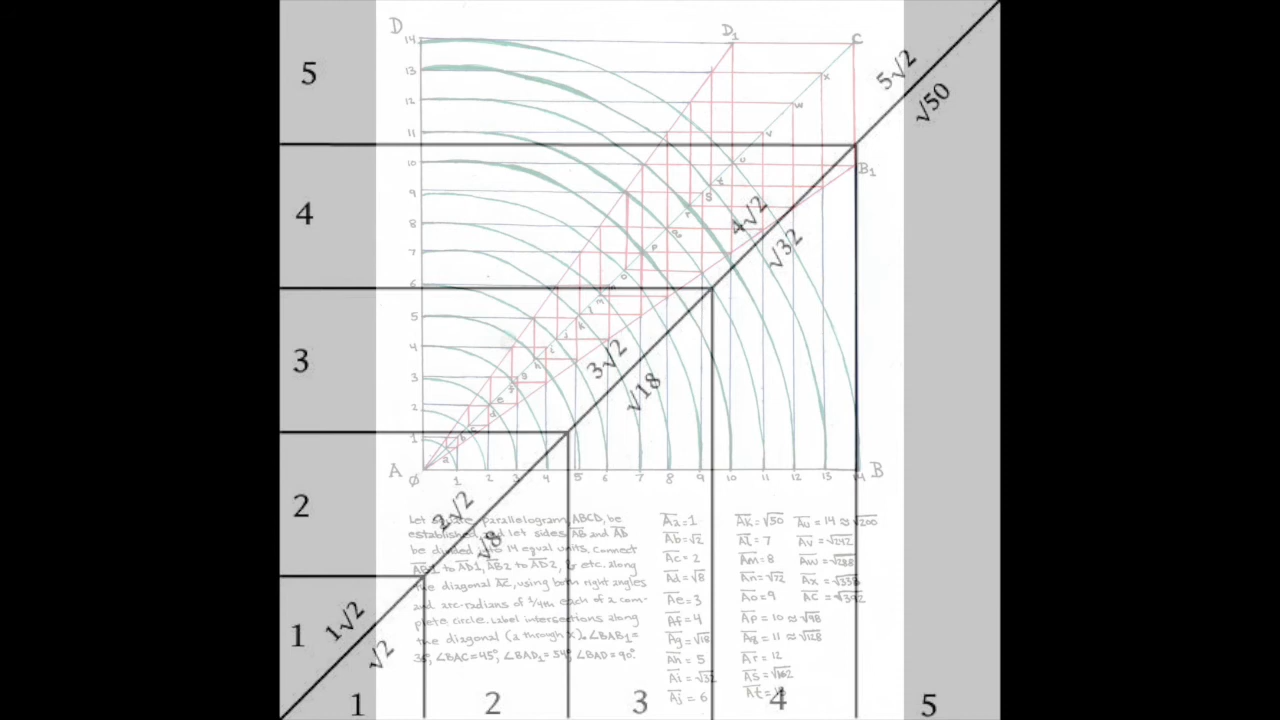 D
D1
C
14
13
12
11
10
9
8
7
6
5
4
3
2
1
A
Ø
1 2 3 4 5 6 7 8 9 10 11 12 13 14
B
B1
x
w
v
u
t
S
r
q
p
o
n
m
l
k
j
i
h
g
f
e
d
c
b
a
5
4
3
2
1
1 2 3 4 5
5√2
√50
4√2
√32
3√2
√18
2√2
√8
1√2
√2
Let square parallelogram, ABCD, be
established, and let sides AB and AD
be divided into 14 equal units. Connect
AB1 to AD1, AB2 to AD2, & etc. along
the diagonal AC, using both right angles
and arc-radians of 1/4th each of a com-
plete circle. Label intersections along
the diagonal (a through x). ∠BAB1=
36°, ∠BAC=45°, ∠BAD1=54°, ∠BAD=90°.
Aa=1
Ab=√2
Ac=2
Ad=√8
Ae=3
Af=4
Ag=√18
Ah=5
Ai=√32
Aj=6
Ak=√50
Al=7
Am=8
An=√72
Ao=9
Ap=10≈√98
Aq=11≈√128
Ar=12
As=√162
At=
Au=14≈√200
Av=√242
Aw=√288
Ax=√338
AC=√392